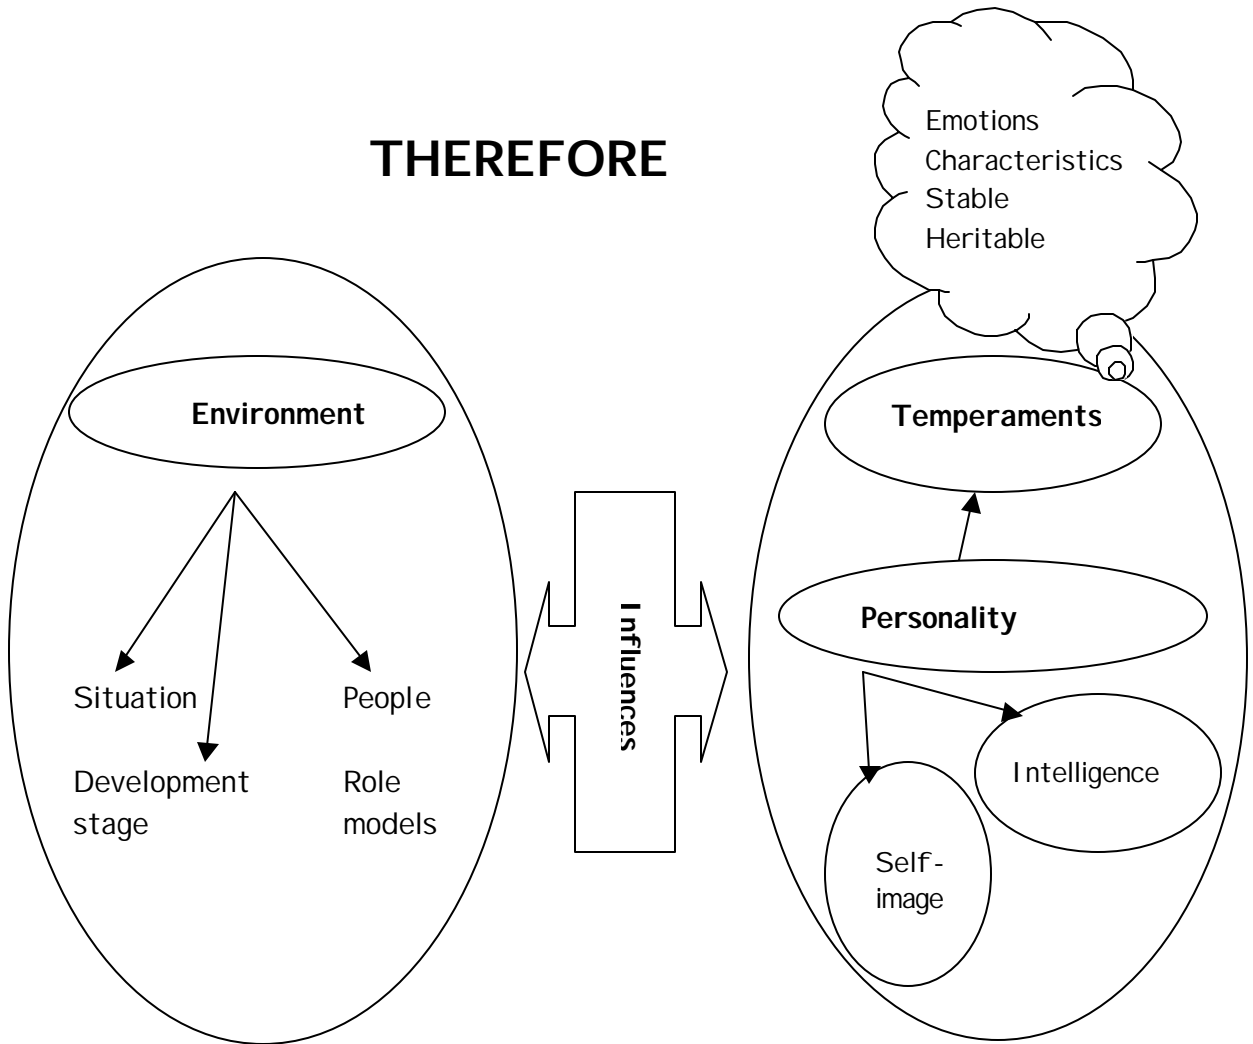 THEREFORE
Emotions
Characteristics
Stable
Heritable
Environment
Situation
People
Development
stage
Role
models
Influences
Temperaments
Personality
Intelligence
Self-
image